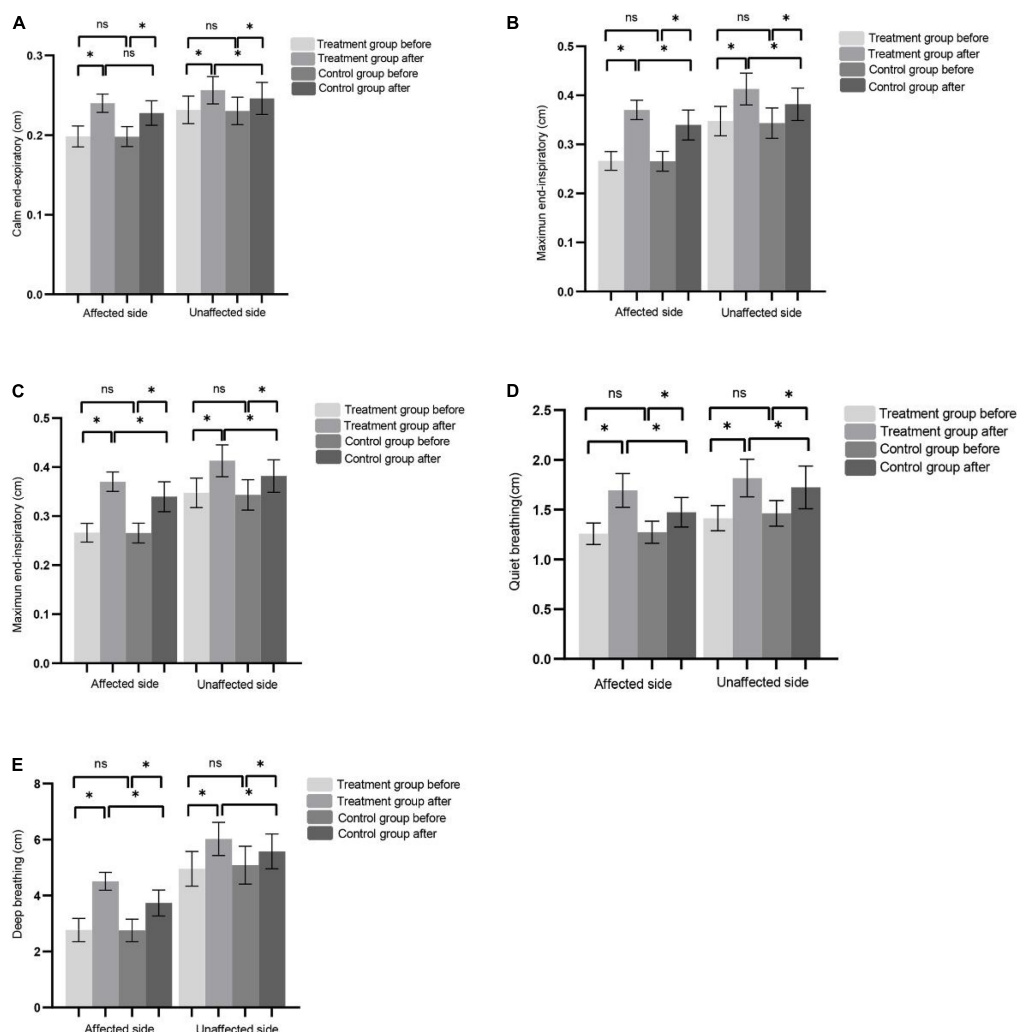 A
ns
*
ns
*
*
ns
*
*
Treatment group before
Treatment group after
Control group before
Control group after
Calm end-expiratory (cm)
0.3
0.2
0.1
0.0
Affected side
Unaffected side
B
ns
*
ns
*
*
*
*
*
Treatment group before
Treatment group after
Control group before
Control group after
Maximun end-inspiratory (cm)
0.5
0.4
0.3
0.2
0.1
0.0
Affected side
Unaffected side
C
ns
*
ns
*
*
*
*
*
Treatment group before
Treatment group after
Control group before
Control group after
Maximun end-inspiratory (cm)
0.5
0.4
0.3
0.2
0.1
0.0
Affected side
Unaffected side
D
ns
*
ns
*
*
*
*
*
Treatment group before
Treatment group after
Control group before
Control group after
Quiet breathing(cm)
2.5
2.0
1.5
1.0
0.5
0.0
Affected side
Unaffected side
E
ns
*
ns
*
*
*
*
*
Treatment group before
Treatment group after
Control group before
Control group after
Deep breathing (cm)
8
6
4
2
0
Affected side
Unaffected side